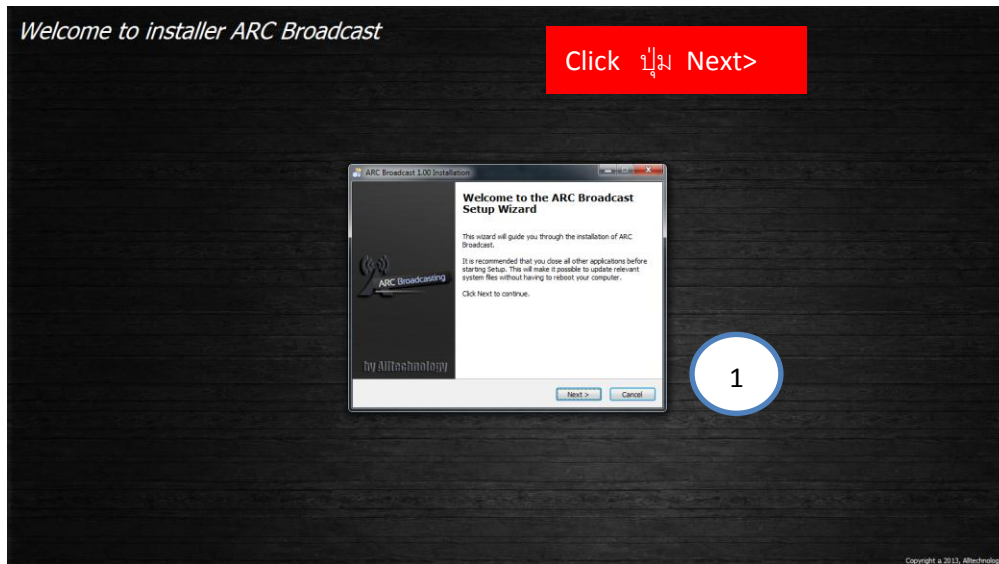 Welcome to installer ARC Broadcast
Click ปุ่ม Next>
ARC Broadcast 1.00 Installation
Welcome to the ARC Broadcast
Setup Wizard
This wizard will guide you through the installation of ARC
Broadcast.
It is recommended that you close all other applications before
starting Setup. This will make it possible to update relevant
system files without having to reboot your computer.
Click Next to continue.
ARC Broadcasting
by Alltechnology
1
Next >
Cancel
Copyright a 2013, Alltechnolog